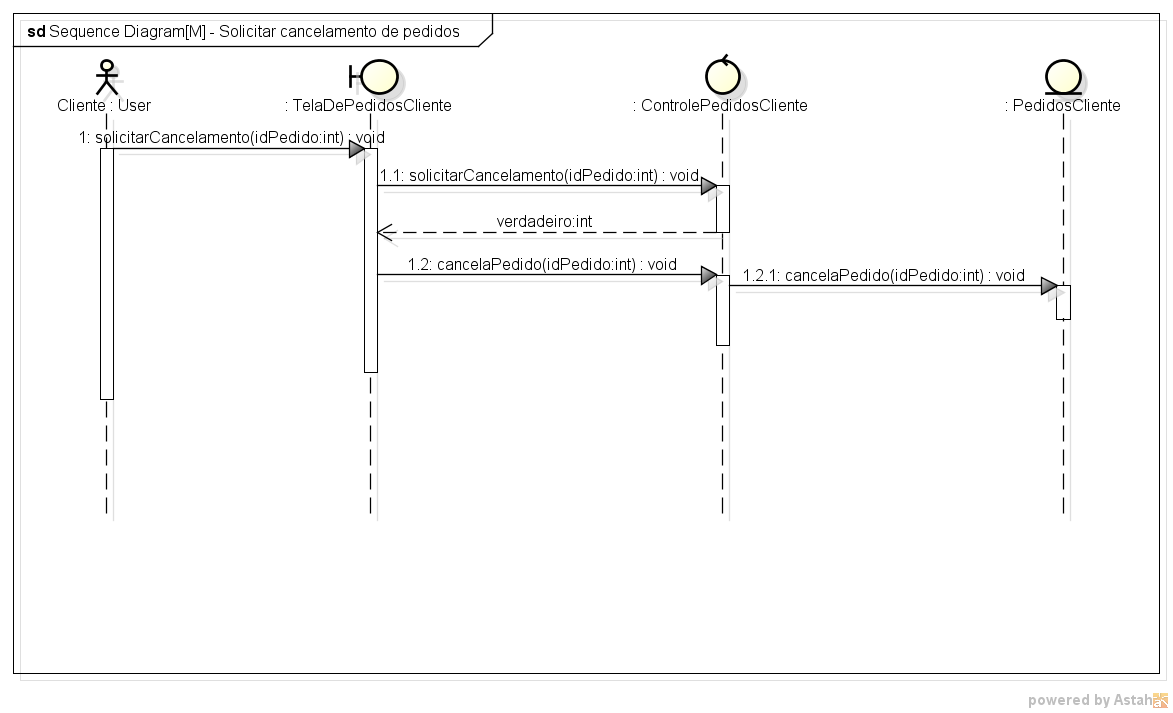 sd Sequence Diagram[M] - Solicitar cancelamento de pedidos
Cliente : User
: TelaDePedidosCliente
: ControlePedidosCliente
: PedidosCliente
1: solicitarCancelamento(idPedido:int) : void
1.1: solicitarCancelamento(idPedido:int) : void
verdadeiro:int
1.2: cancelaPedido(idPedido:int) : void
1.2.1: cancelaPedido(idPedido:int) : void
powered by Astah